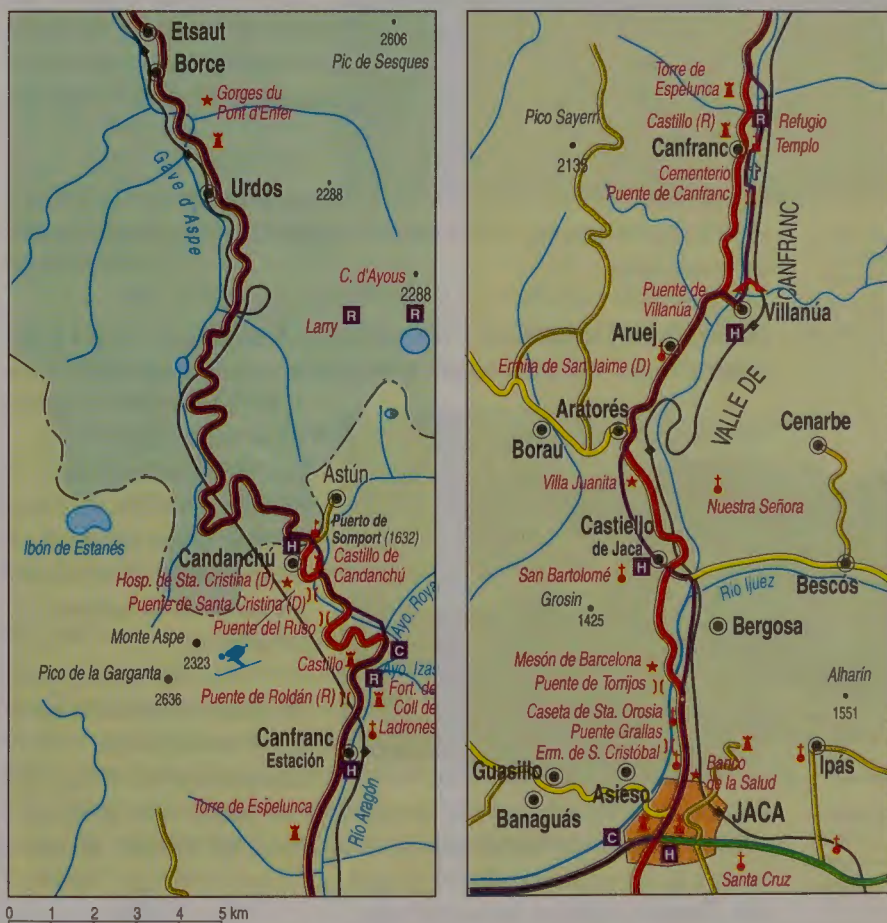 Etsaut
2606
Pic de Sesques
Borce
Gorges du
Pont d'Enfer
Gave d'Aspe
Urdos
2288
C. d'Ayous
2288
R
R
Larry
Astún
Puerto de
Somport (1632)
Ibón de Estanés
H
Candanchú
Castillo de
Candanchú
Hosp. de Sta. Cristina (D)
Puente de Santa Cristina (D)
Puente del Ruso
Ayo. Roya
Monte Aspe
2323
C
Castillo
Ayo. Izas
Pico de la Garganta
2636
R
Puente de Roldán (R)
Fort. de
Coll de
Ladrones
Canfranc
Estación
H
Río Aragón
Torre de Espelunca
0 1 2 3 4 5 km
Torre de
Espelunca
Pico Sayerri
2135
Castillo (R)
R
Refugio
Canfranc
Templo
Cementerio
Puente de Canfranc
VALLE DE CANFRANC
Puente de
Villanúa
Villanúa
H
Aruej
Ermita de San Jaime (D)
Aratorés
Borau
Cenarbe
Villa Juanita
Nuestra Señora
Castiello
de Jaca
H
San Bartolomé
Río Ijuez
Bescós
Grosin
1425
Bergosa
Mesón de Barcelona
Puente de Torrijos
Alharín
1551
Caseta de Sta. Orosia
Puente Grallas
Erm. de S. Cristóbal
Banco
de la Salud
Ipás
Guasillo
Asieso
Banaguás
JACA
C
H
Santa Cruz